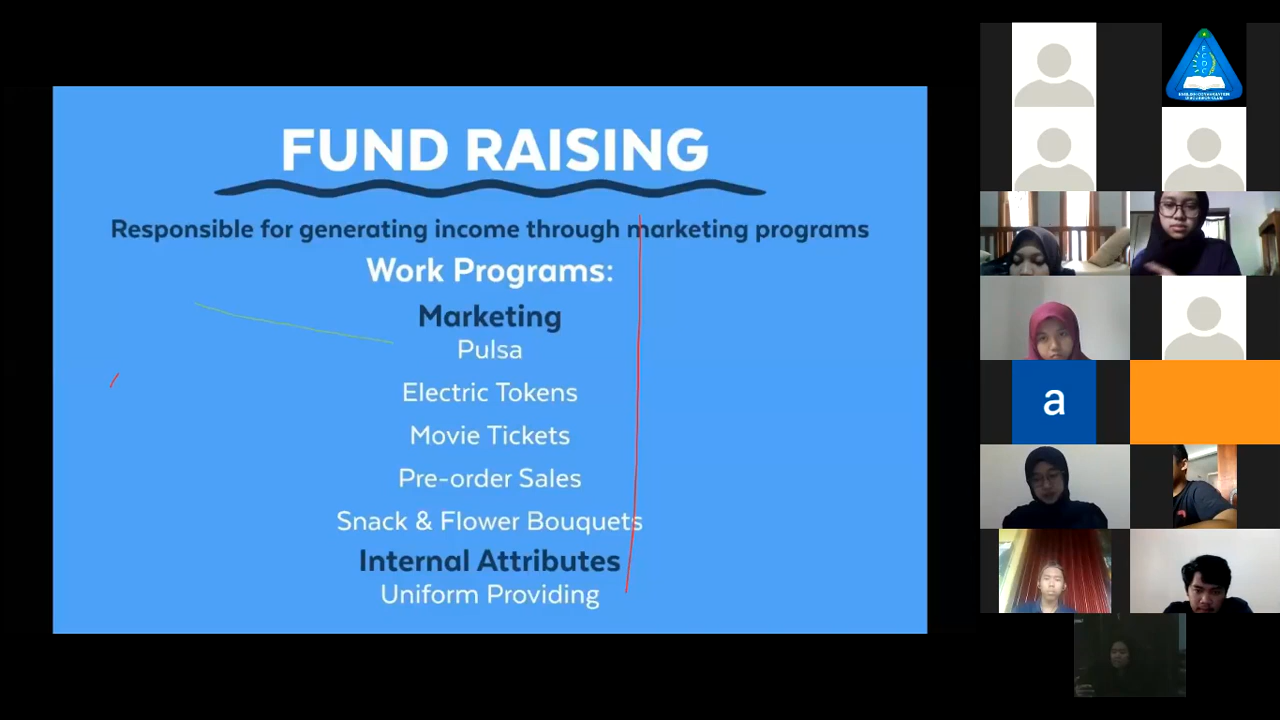 FUND RAISING
Responsible for generating income through marketing programs
Work Programs:
Marketing
Pulsa
Electric Tokens
Movie Tickets
Pre-order Sales
Snack & Flower Bouquets
Internal Attributes
Uniform Providing
a